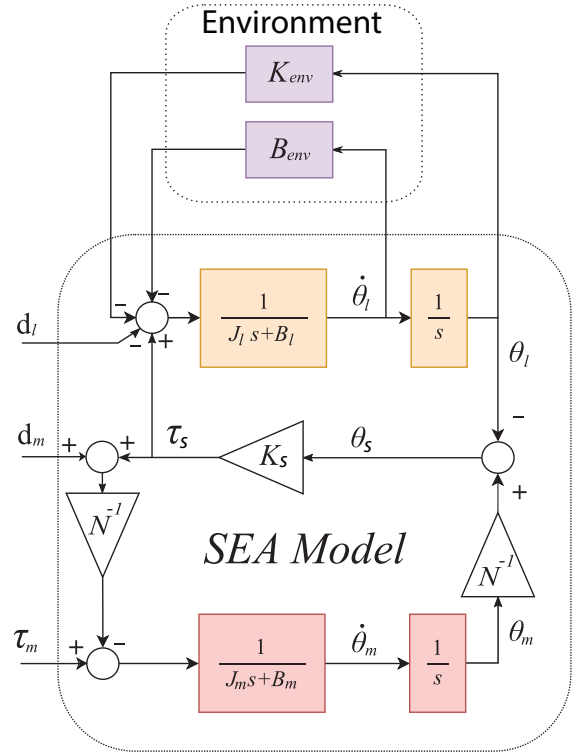 Environment
K_env
B_env
- -
1 / (J_l s+B_l)
θ̇_l
1 / s
d_l
- +
θ_l
-
d_m
+ +
τ_s
K_s
θ_s
+
N^-1
SEA Model
N^-1
τ_m
+ -
1 / (J_m s+B_m)
θ̇_m
1 / s
θ_m